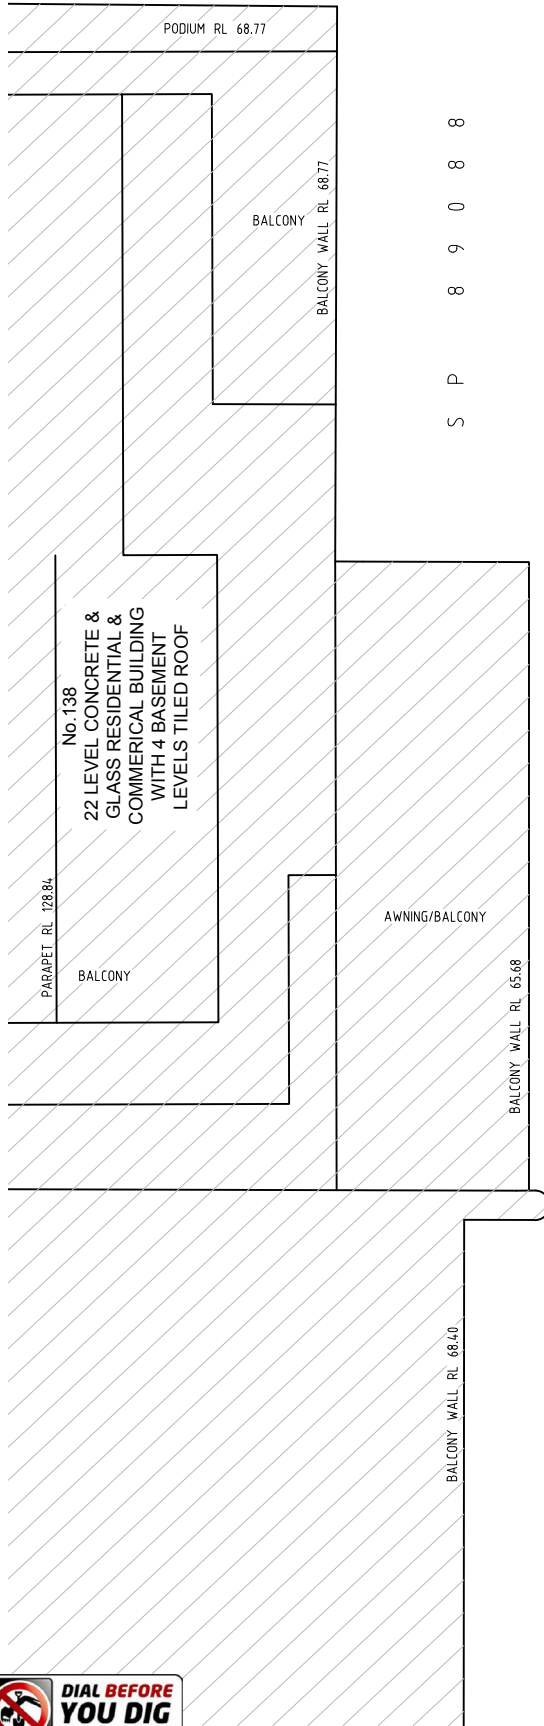 PODIUM RL 68.77
BALCONY
BALCONY WALL RL 68.77
SP 89088
No.138
22 LEVEL CONCRETE &
GLASS RESIDENTIAL &
COMMERICAL BUILDING
WITH 4 BASEMENT
LEVELS TILED ROOF
PARAPET RL 128.84
BALCONY
AWNING/BALCONY
BALCONY WALL RL 65.68
BALCONY WALL RL 68.40
DIAL BEFORE
YOU DIG